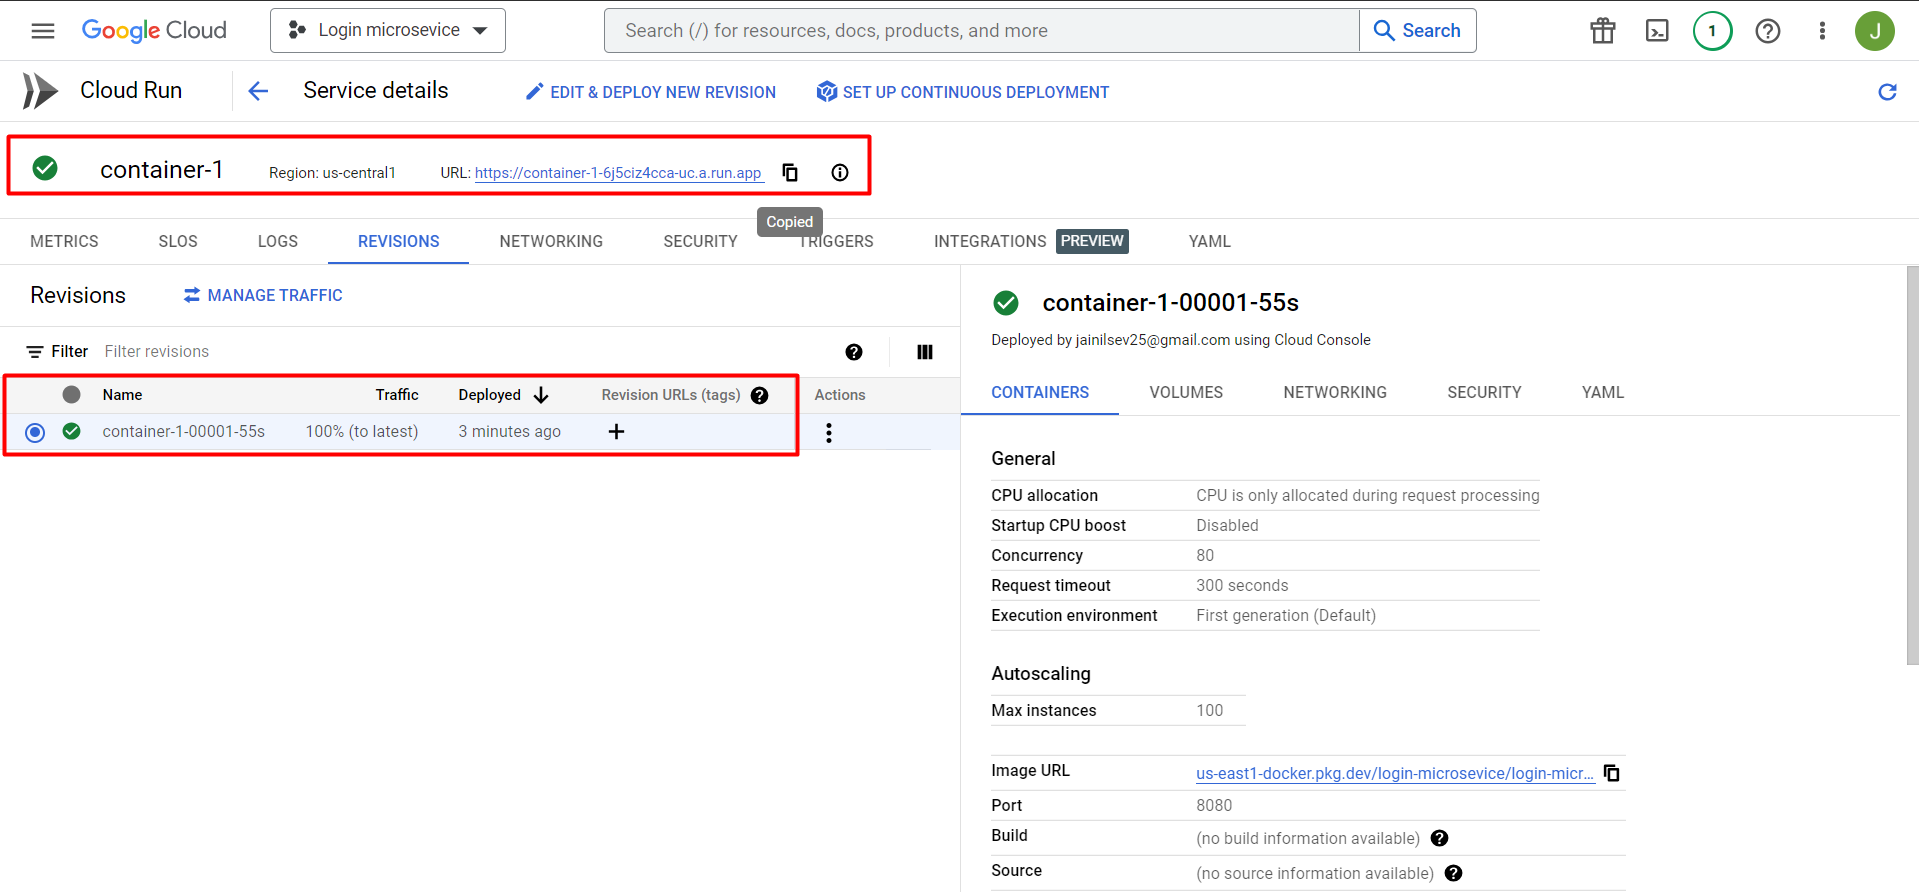 Google Cloud
Login microsevice
Search (/) for resources, docs, products, and more
Search
1
J
Cloud Run
Service details
EDIT & DEPLOY NEW REVISION
SET UP CONTINUOUS DEPLOYMENT
container-1
Region: us-central1
URL: https://container-1-6j5ciz4cca-uc.a.run.app
Copied
METRICS
SLOS
LOGS
REVISIONS
NETWORKING
SECURITY
TRIGGERS
INTEGRATIONS PREVIEW
YAML
Revisions
MANAGE TRAFFIC
Filter Filter revisions
Name Traffic Deployed Revision URLs (tags) Actions
container-1-00001-55s 100% (to latest) 3 minutes ago
container-1-00001-55s
Deployed by jainilsev25@gmail.com using Cloud Console
CONTAINERS
VOLUMES
NETWORKING
SECURITY
YAML
General
CPU allocation CPU is only allocated during request processing
Startup CPU boost Disabled
Concurrency 80
Request timeout 300 seconds
Execution environment First generation (Default)
Autoscaling
Max instances 100
Image URL us-east1-docker.pkg.dev/login-microsevice/login-micr...
Port 8080
Build (no build information available)
Source (no source information available)